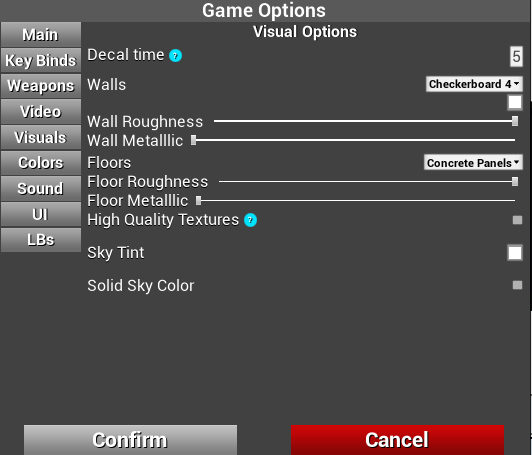 Game Options
Main
Key Binds
Weapons
Video
Visuals
Colors
Sound
UI
LBs
Visual Options
Decal time ? 5
Walls Checkerboard 4
Wall Roughness
Wall Metalllic
Floors Concrete Panels
Floor Roughness
Floor Metalllic
High Quality Textures ?
Sky Tint
Solid Sky Color
Confirm Cancel